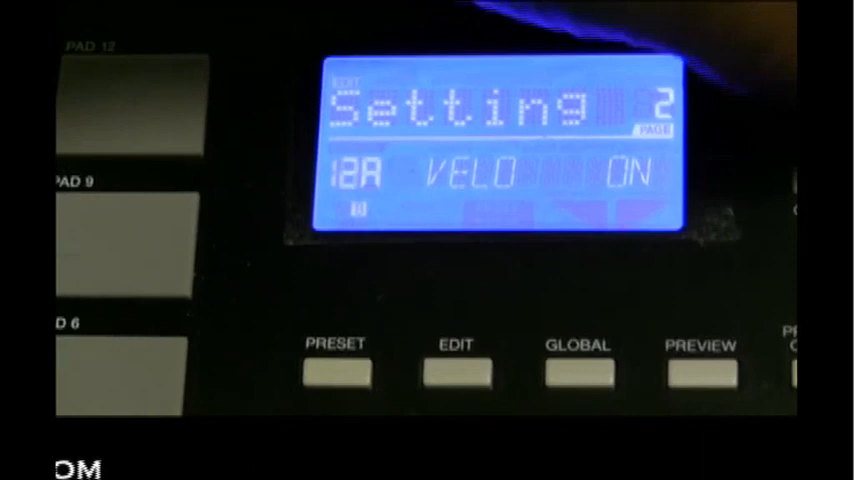 PAD 12
EDIT
Setting 2
PAGE
12A VELO ON
PAD 9
D 6
PRESET EDIT GLOBAL PREVIEW
OM